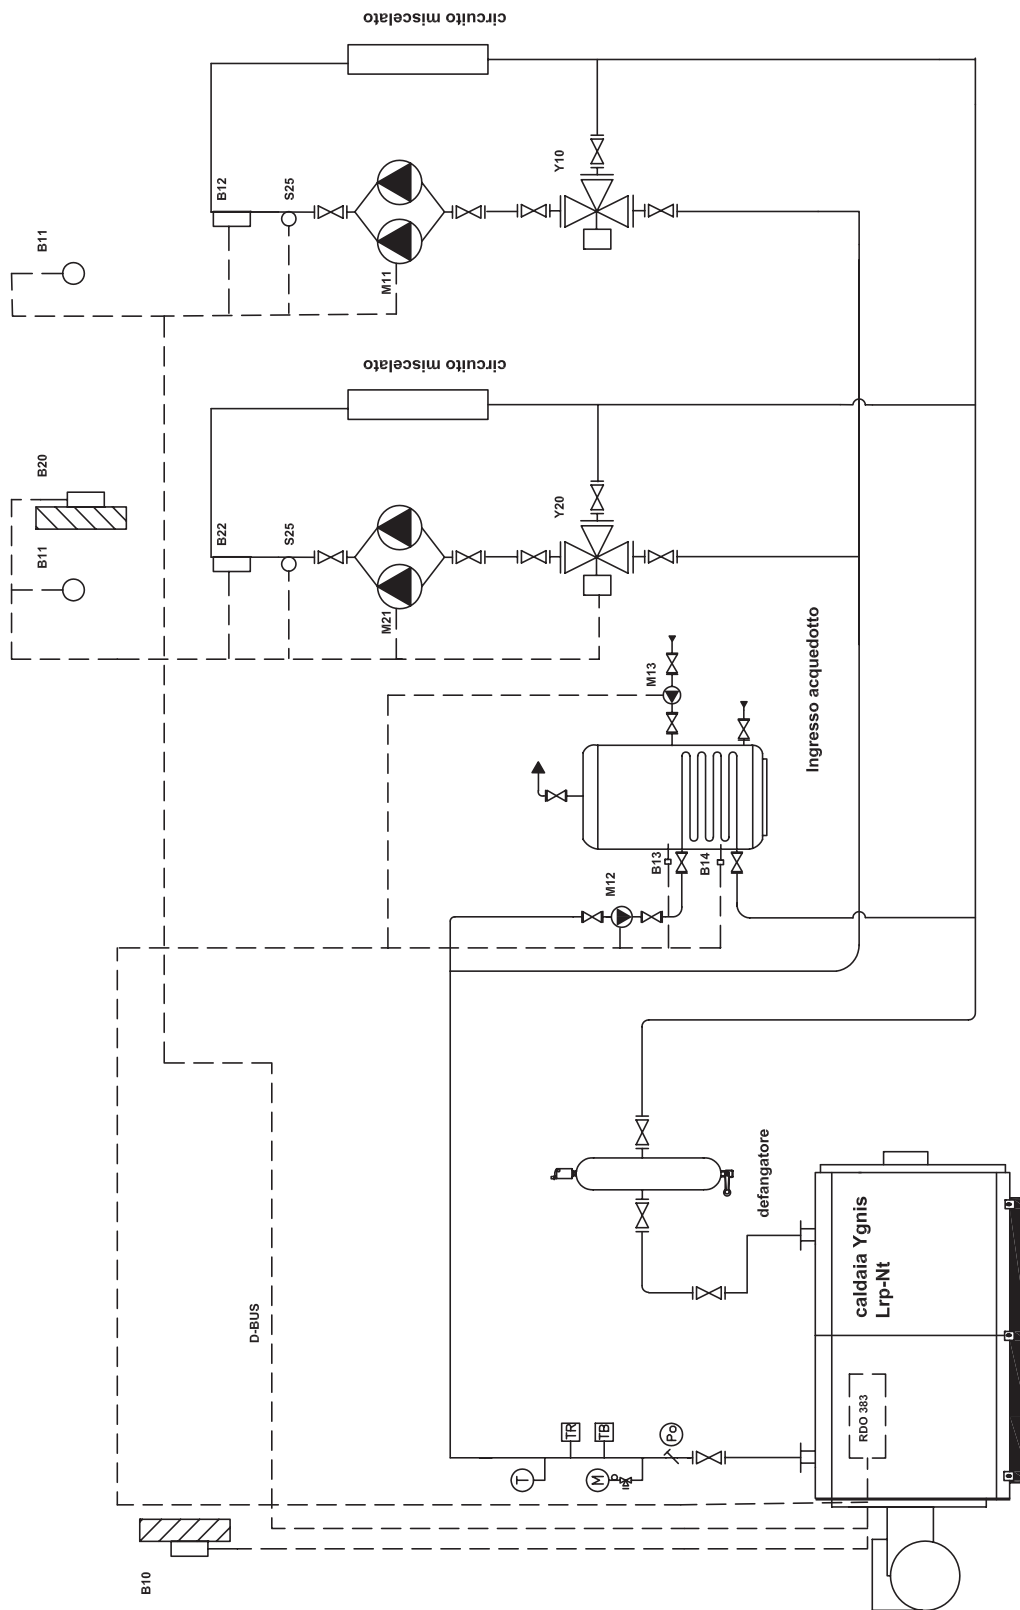 circuito miscelato
B12
S25
Y10
B11
M11
circuito miscelato
B20
B22
S25
Y20
B11
M21
Ingresso acquedotto
M13
B13
B14
M12
defangatore
caldaia Ygnis
Lrp-Nt
D-BUS
RDO 383
TR
TB
Po
T
M
B10